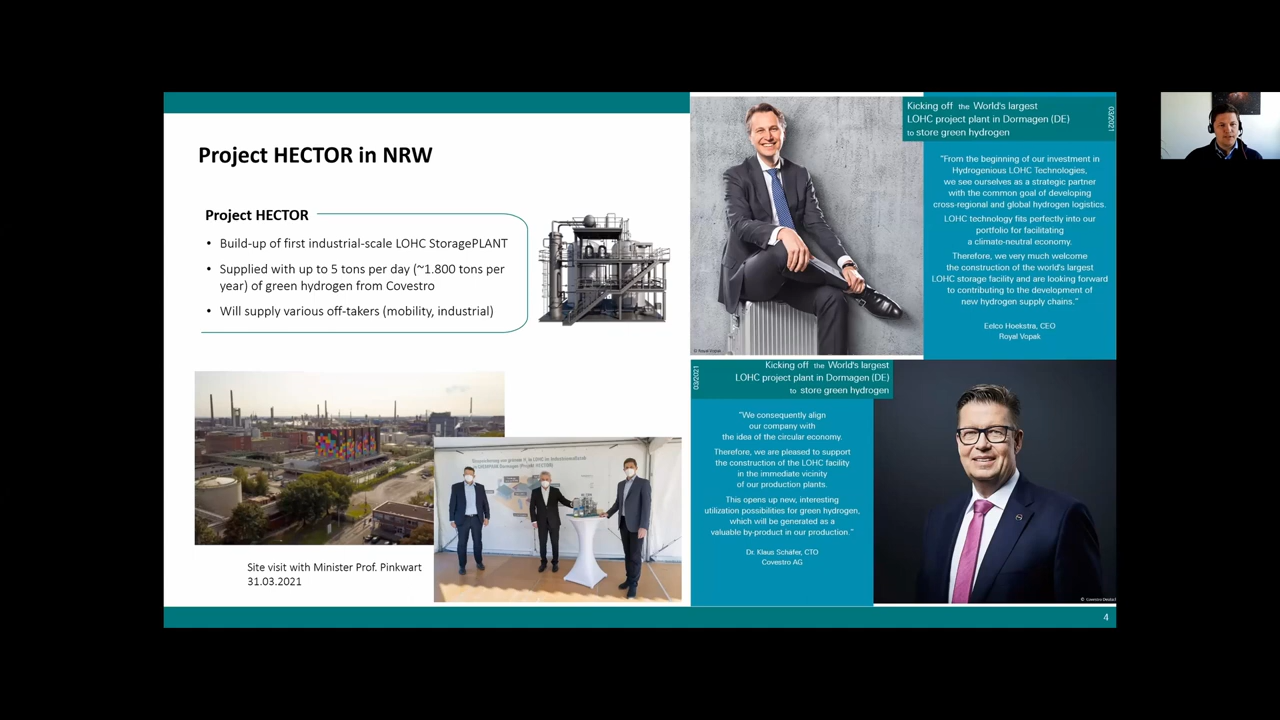 Project HECTOR in NRW
Project HECTOR
• Build-up of first industrial-scale LOHC StoragePLANT
• Supplied with up to 5 tons per day (~1.800 tons per
year) of green hydrogen from Covestro
• Will supply various off-takers (mobility, industrial)
Site visit with Minister Prof. Pinkwart
31.03.2021
Kicking off the World's largest
LOHC project plant in Dormagen (DE)
to store green hydrogen
03/2021
"From the beginning of our investment in
Hydrogenious LOHC Technologies,
we see ourselves as a strategic partner
with the common goal of developing
cross-regional and global hydrogen logistics.
LOHC technology fits perfectly into our
portfolio for facilitating
a climate-neutral economy.
Therefore, we very much welcome
the construction of the world's largest
LOHC storage facility and are looking forward
to contributing to the development of
new hydrogen supply chains."
Eelco Hoekstra, CEO
Royal Vopak
© Royal Vopak
03/2021
Kicking off the World's largest
LOHC project plant in Dormagen (DE)
to store green hydrogen
"We consequently align
our company with
the idea of the circular economy.
Therefore, we are pleased to support
the construction of the LOHC facility
in the immediate vicinity
of our production plants.
This opens up new, interesting
utilization possibilities for green hydrogen,
which will be generated as a
valuable by-product in our production."
Dr. Klaus Schäfer, CTO
Covestro AG
© Covestro
4